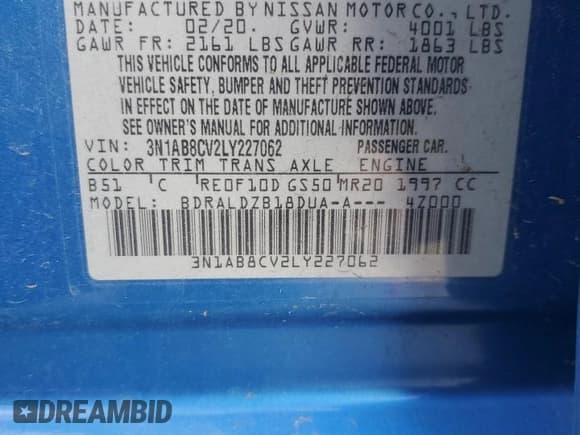 MANUFACTURED BY NISSAN MOTOR CO., LTD.
DATE: 02/20. GVWR: 4001 LBS
GAWR FR: 2161 LBS GAWR RR: 1863 LBS
THIS VEHICLE CONFORMS TO ALL APPLICABLE FEDERAL MOTOR
VEHICLE SAFETY, BUMPER AND THEFT PREVENTION STANDARDS
IN EFFECT ON THE DATE OF MANUFACTURE SHOWN ABOVE.
SEE OWNER'S MANUAL FOR ADDITIONAL INFORMATION.
VIN: 3N1AB8CV2LY227062 PASSENGER CAR.
COLOR TRIM TRANS AXLE ENGINE
B51 C RE0F10D GS50 MR20 1997 CC
MODEL: BDRALDZB18DUA-A--- 4Z000
3N1AB8CV2LY227062
DREAMBID